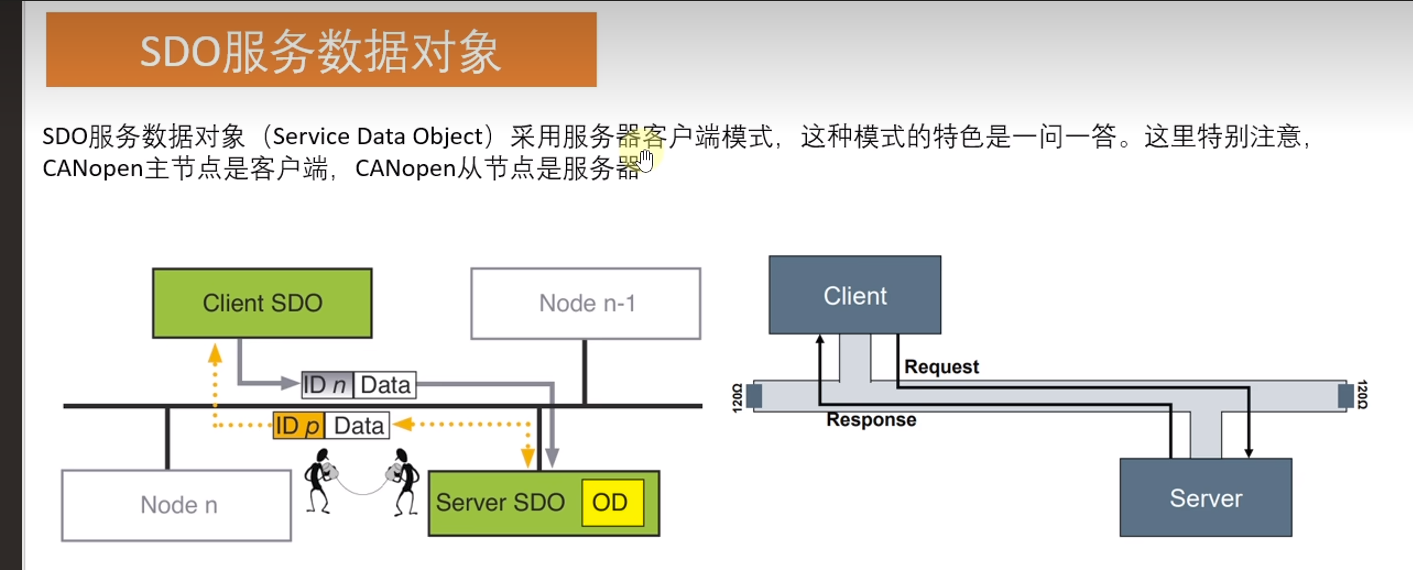 SDO服务数据对象
SDO服务数据对象（Service Data Object）采用服务器客户端模式，这种模式的特色是一问一答。这里特别注意，
CANopen主节点是客户端，CANopen从节点是服务器
Client SDO
Node n-1
ID n Data
ID p Data
Node n
Server SDO OD
Client
Request
120Ω
120Ω
Response
Server